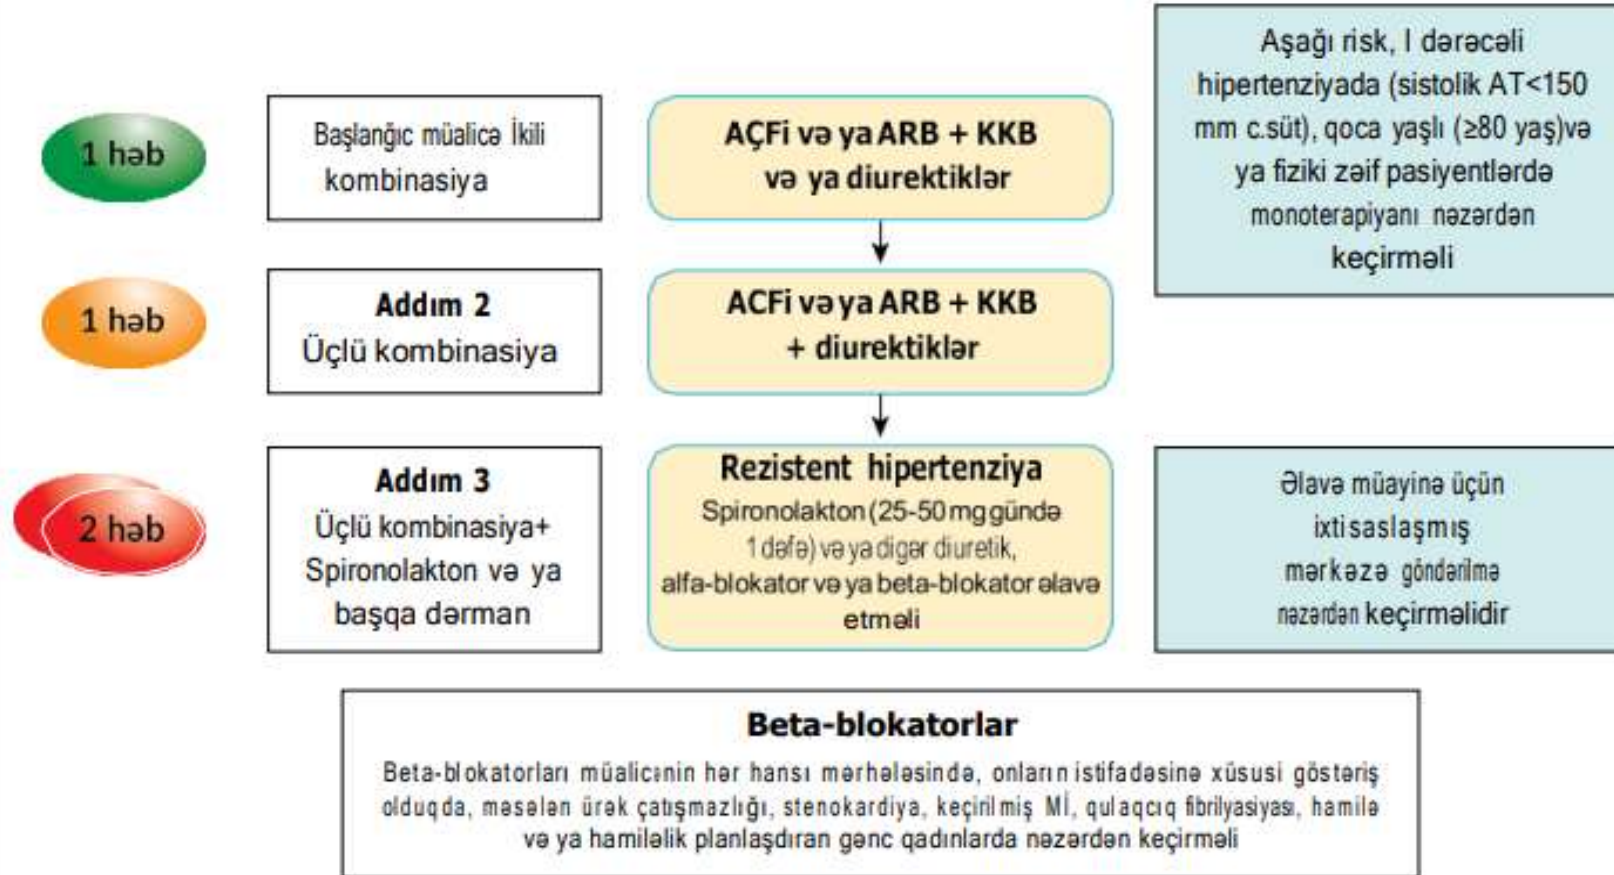 1 həb
Başlanğıc müalicə İkili
kombinasiya
AÇFi və ya ARB + KKB
və ya diurektiklər
Aşağı risk, I dərəcəli
hipertenziyada (sistolik AT<150
mm c.süt), qoca yaşlı (≥80 yaş)və
ya fiziki zəif pasiyentlərdə
monoterapiyanı nəzərdən
keçirməli
1 həb
Addım 2
Üçlü kombinasiya
ACFi və ya ARB + KKB
+ diurektiklər
2 həb
Addım 3
Üçlü kombinasiya+
Spironolakton və ya
başqa dərman
Rezistent hipertenziya
Spironolakton (25-50 mg gündə
1 dəfə) və ya digər diuretik,
alfa-blokator və ya beta-blokator əlavə
etməli
Əlavə müayinə üçün
ixtisaslaşmış
mərkəzə göndərilmə
nəzərdən keçirməlidir
Beta-blokatorlar
Beta-blokatorları müalicənin hər hansı mərhələsində, onların istifadəsinə xüsusi göstəriş
olduqda, məsələn ürək çatışmazlığı, stenokardiya, keçirilmiş Mİ, qulaqcıq fibrilyasiyası, hamilə
və ya hamiləlik planlaşdıran gənc qadınlarda nəzərdən keçirməli